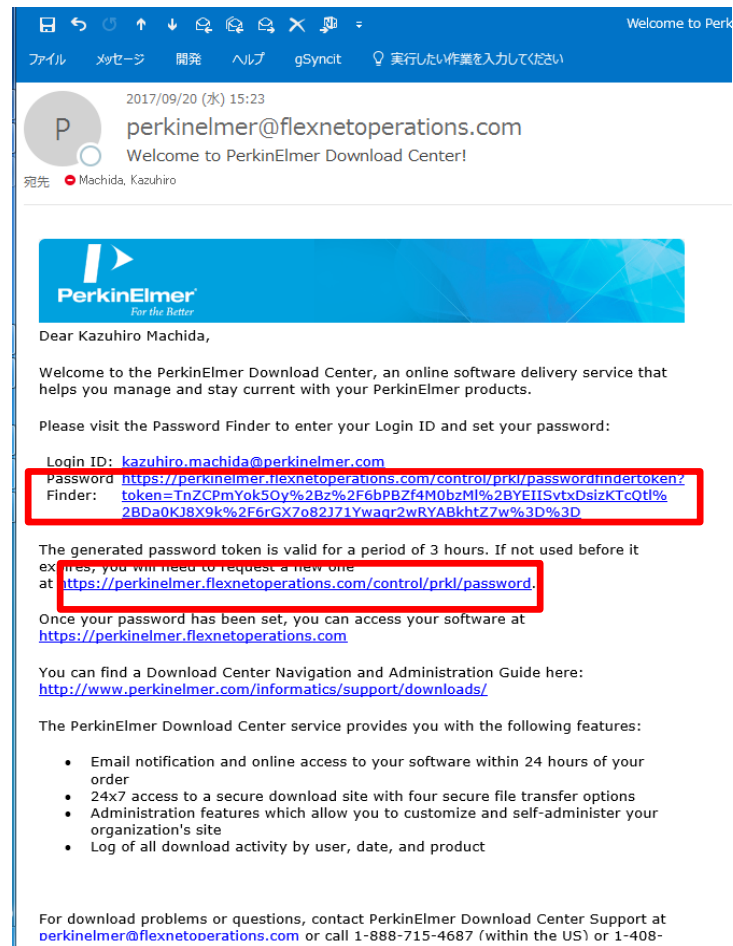 Welcome to Perk
ファイル メッセージ 開発 ヘルプ gSyncit 実行したい作業を入力してください
2017/09/20 (水) 15:23
P
perkinelmer@flexnetoperations.com
Welcome to PerkinElmer Download Center!
宛先 Machida, Kazuhiro
PerkinElmer
For the Better
Dear Kazuhiro Machida,
Welcome to the PerkinElmer Download Center, an online software delivery service that
helps you manage and stay current with your PerkinElmer products.
Please visit the Password Finder to enter your Login ID and set your password:
Login ID: kazuhiro.machida@perkinelmer.com
Password https://perkinelmer.flexnetoperations.com/control/prkl/passwordfindertoken?
Finder: token=TnZCPmYok5Oy%2Bz%2F6bPBZf4M0bzMl%2BYEIISvtxDsizKTcQtl%
2BDa0KJ8X9k%2F6rGX7o82J71Ywaqr2wRYABkhtZ7w%3D%3D
The generated password token is valid for a period of 3 hours. If not used before it
expires, you will need to request a new one
at https://perkinelmer.flexnetoperations.com/control/prkl/password.
Once your password has been set, you can access your software at
https://perkinelmer.flexnetoperations.com
You can find a Download Center Navigation and Administration Guide here:
http://www.perkinelmer.com/informatics/support/downloads/
The PerkinElmer Download Center service provides you with the following features:
• Email notification and online access to your software within 24 hours of your
order
• 24x7 access to a secure download site with four secure file transfer options
• Administration features which allow you to customize and self-administer your
organization's site
• Log of all download activity by user, date, and product
For download problems or questions, contact PerkinElmer Download Center Support at
perkinelmer@flexnetoperations.com or call 1-888-715-4687 (within the US) or 1-408-